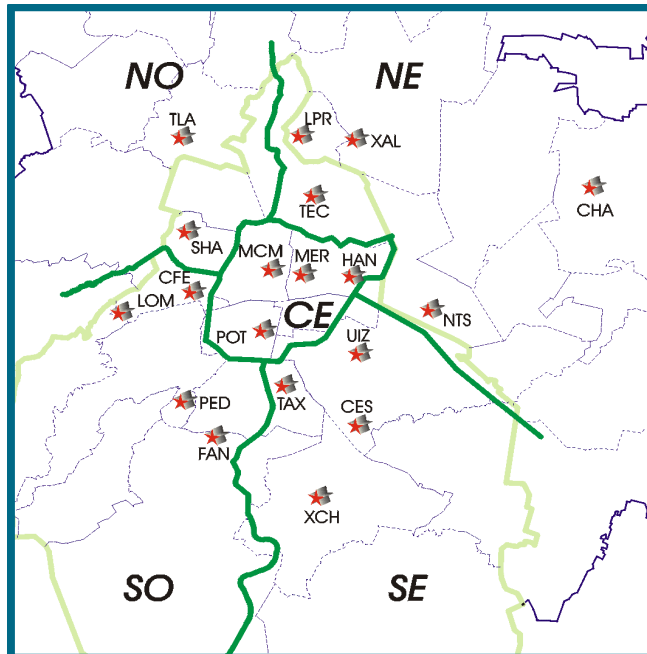 NO
NE
TLA
LPR
XAL
CHA
TEC
SHA
MCM
MER
HAN
CFE
LOM
NTS
POT
CE
UIZ
PED
TAX
CES
FAN
XCH
SO
SE